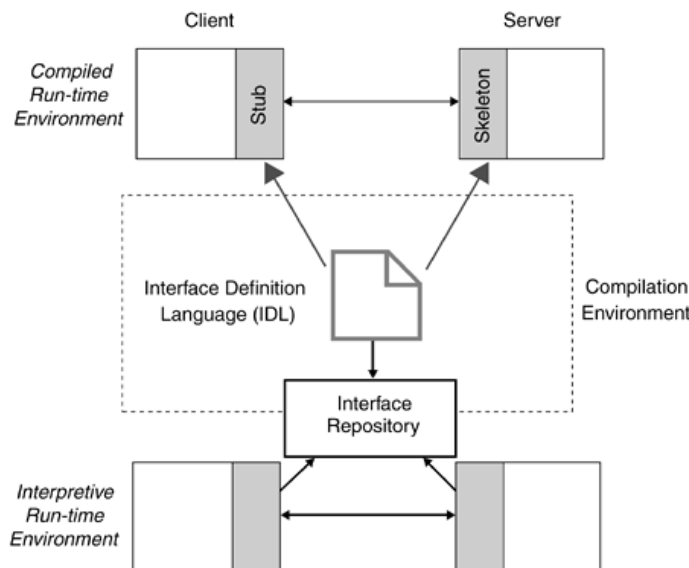 Client
Server
Compiled
Run-time
Environment
Stub
Skeleton
Interface Definition
Language (IDL)
Compilation
Environment
Interface
Repository
Interpretive
Run-time
Environment